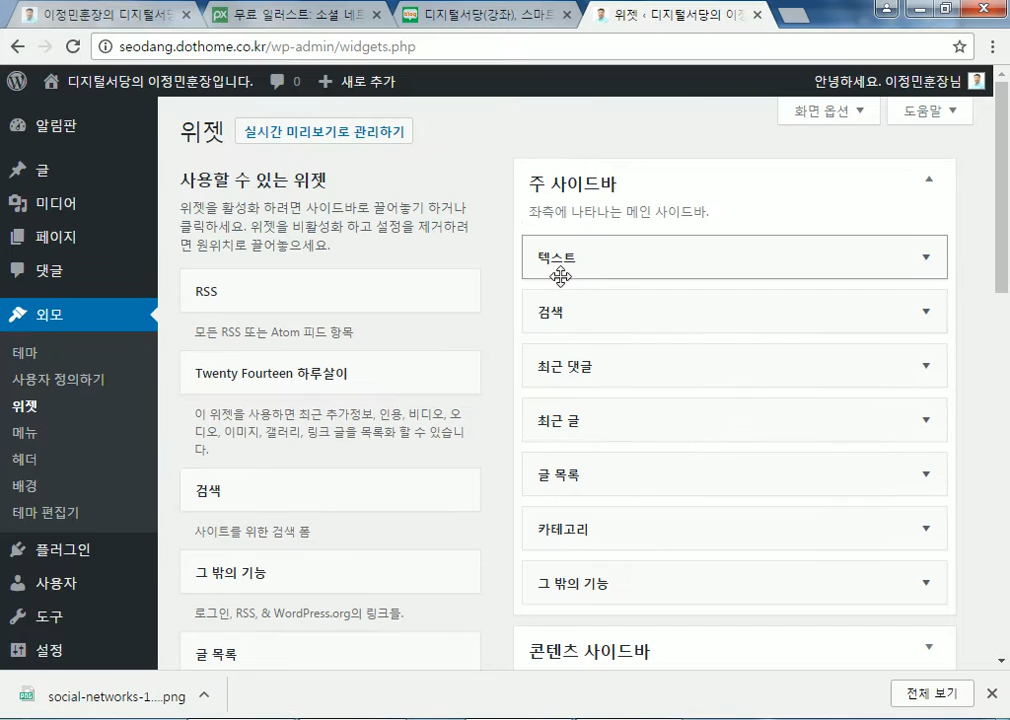 이정민훈장의 디지털서당
무료 일러스트: 소셜 네트
디지털서당(강좌), 스마트
위젯 ‹ 디지털서당의 이정
seodang.dothome.co.kr/wp-admin/widgets.php
디지털서당의 이정민훈장입니다. 0 새로 추가 안녕하세요. 이정민훈장님
화면 옵션 도움말
알림판
글
미디어
페이지
댓글
외모
테마
사용자 정의하기
위젯
메뉴
헤더
배경
테마 편집기
플러그인
사용자
도구
설정
위젯 실시간 미리보기로 관리하기
사용할 수 있는 위젯
위젯을 활성화 하려면 사이드바로 끌어놓기 하거나
클릭하세요. 위젯을 비활성화 하고 설정을 제거하려
면 원위치로 끌어놓으세요.
RSS
모든 RSS 또는 Atom 피드 항목
Twenty Fourteen 하루살이
이 위젯을 사용하면 최근 추가정보, 인용, 비디오, 오
디오, 이미지, 갤러리, 링크 글을 목록화 할 수 있습니
다.
검색
사이트를 위한 검색 폼
그 밖의 기능
로그인, RSS, & WordPress.org의 링크들.
글 목록
주 사이드바
좌측에 나타나는 메인 사이드바.
텍스트
검색
최근 댓글
최근 글
글 목록
카테고리
그 밖의 기능
콘텐츠 사이드바
social-networks-1....png
전체 보기